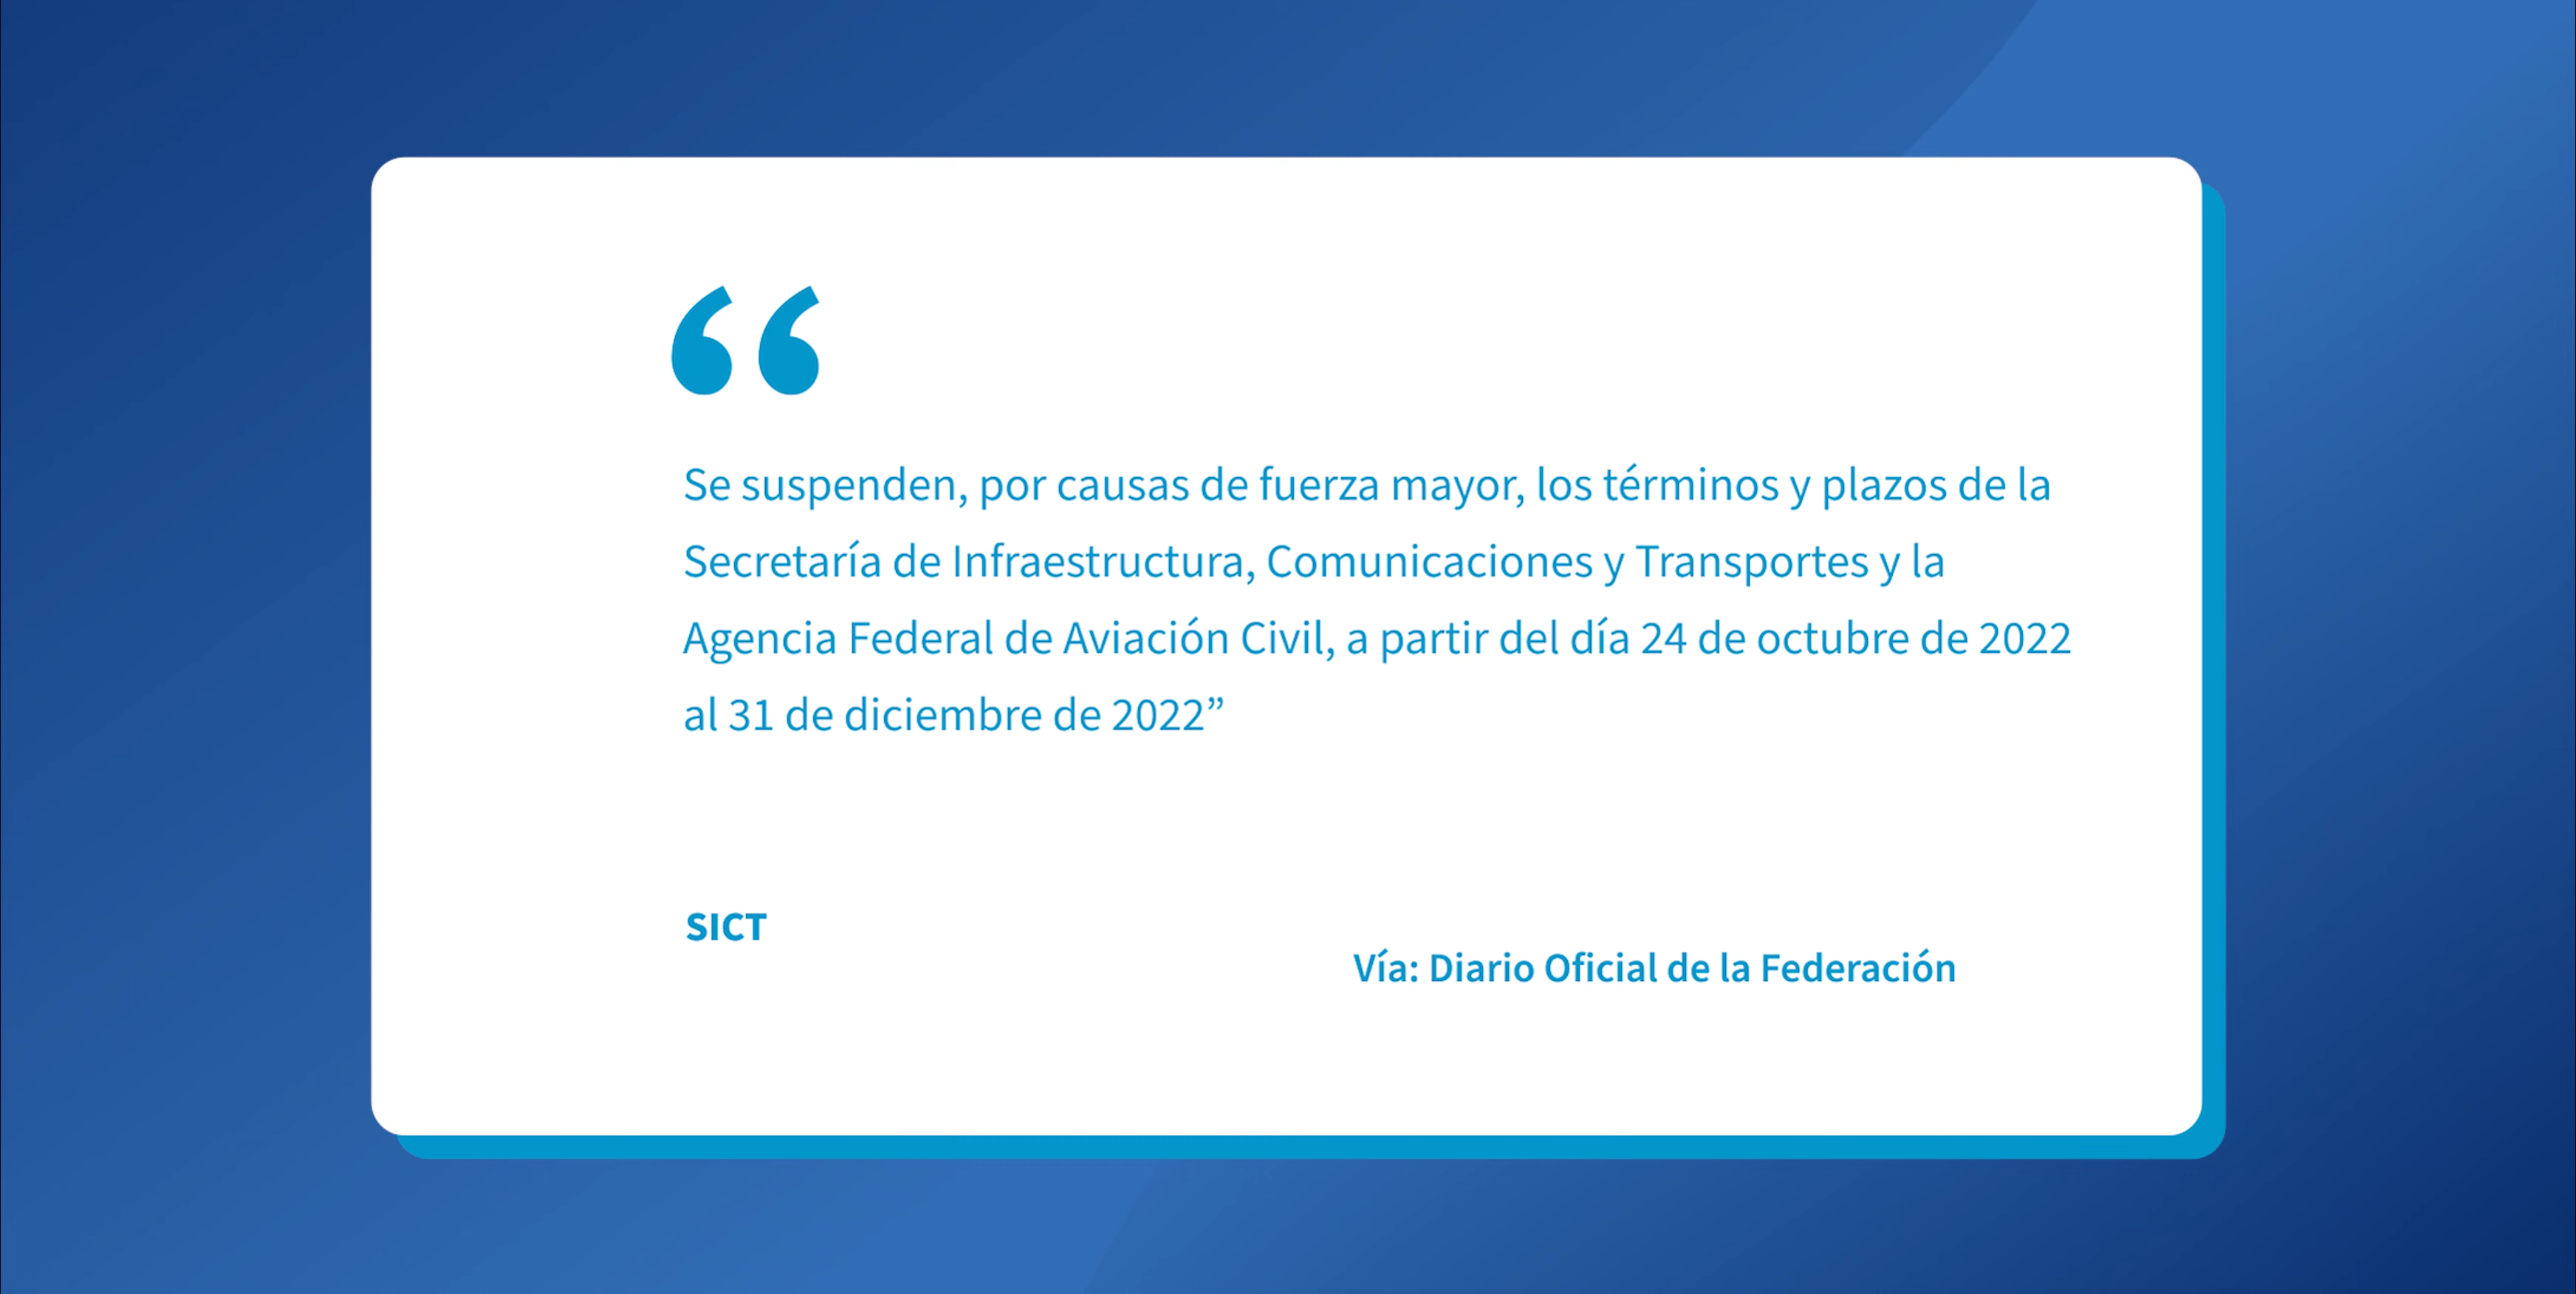 “
Se suspenden, por causas de fuerza mayor, los términos y plazos de la
Secretaría de Infraestructura, Comunicaciones y Transportes y la
Agencia Federal de Aviación Civil, a partir del día 24 de octubre de 2022
al 31 de diciembre de 2022”
SICT
Vía: Diario Oficial de la Federación